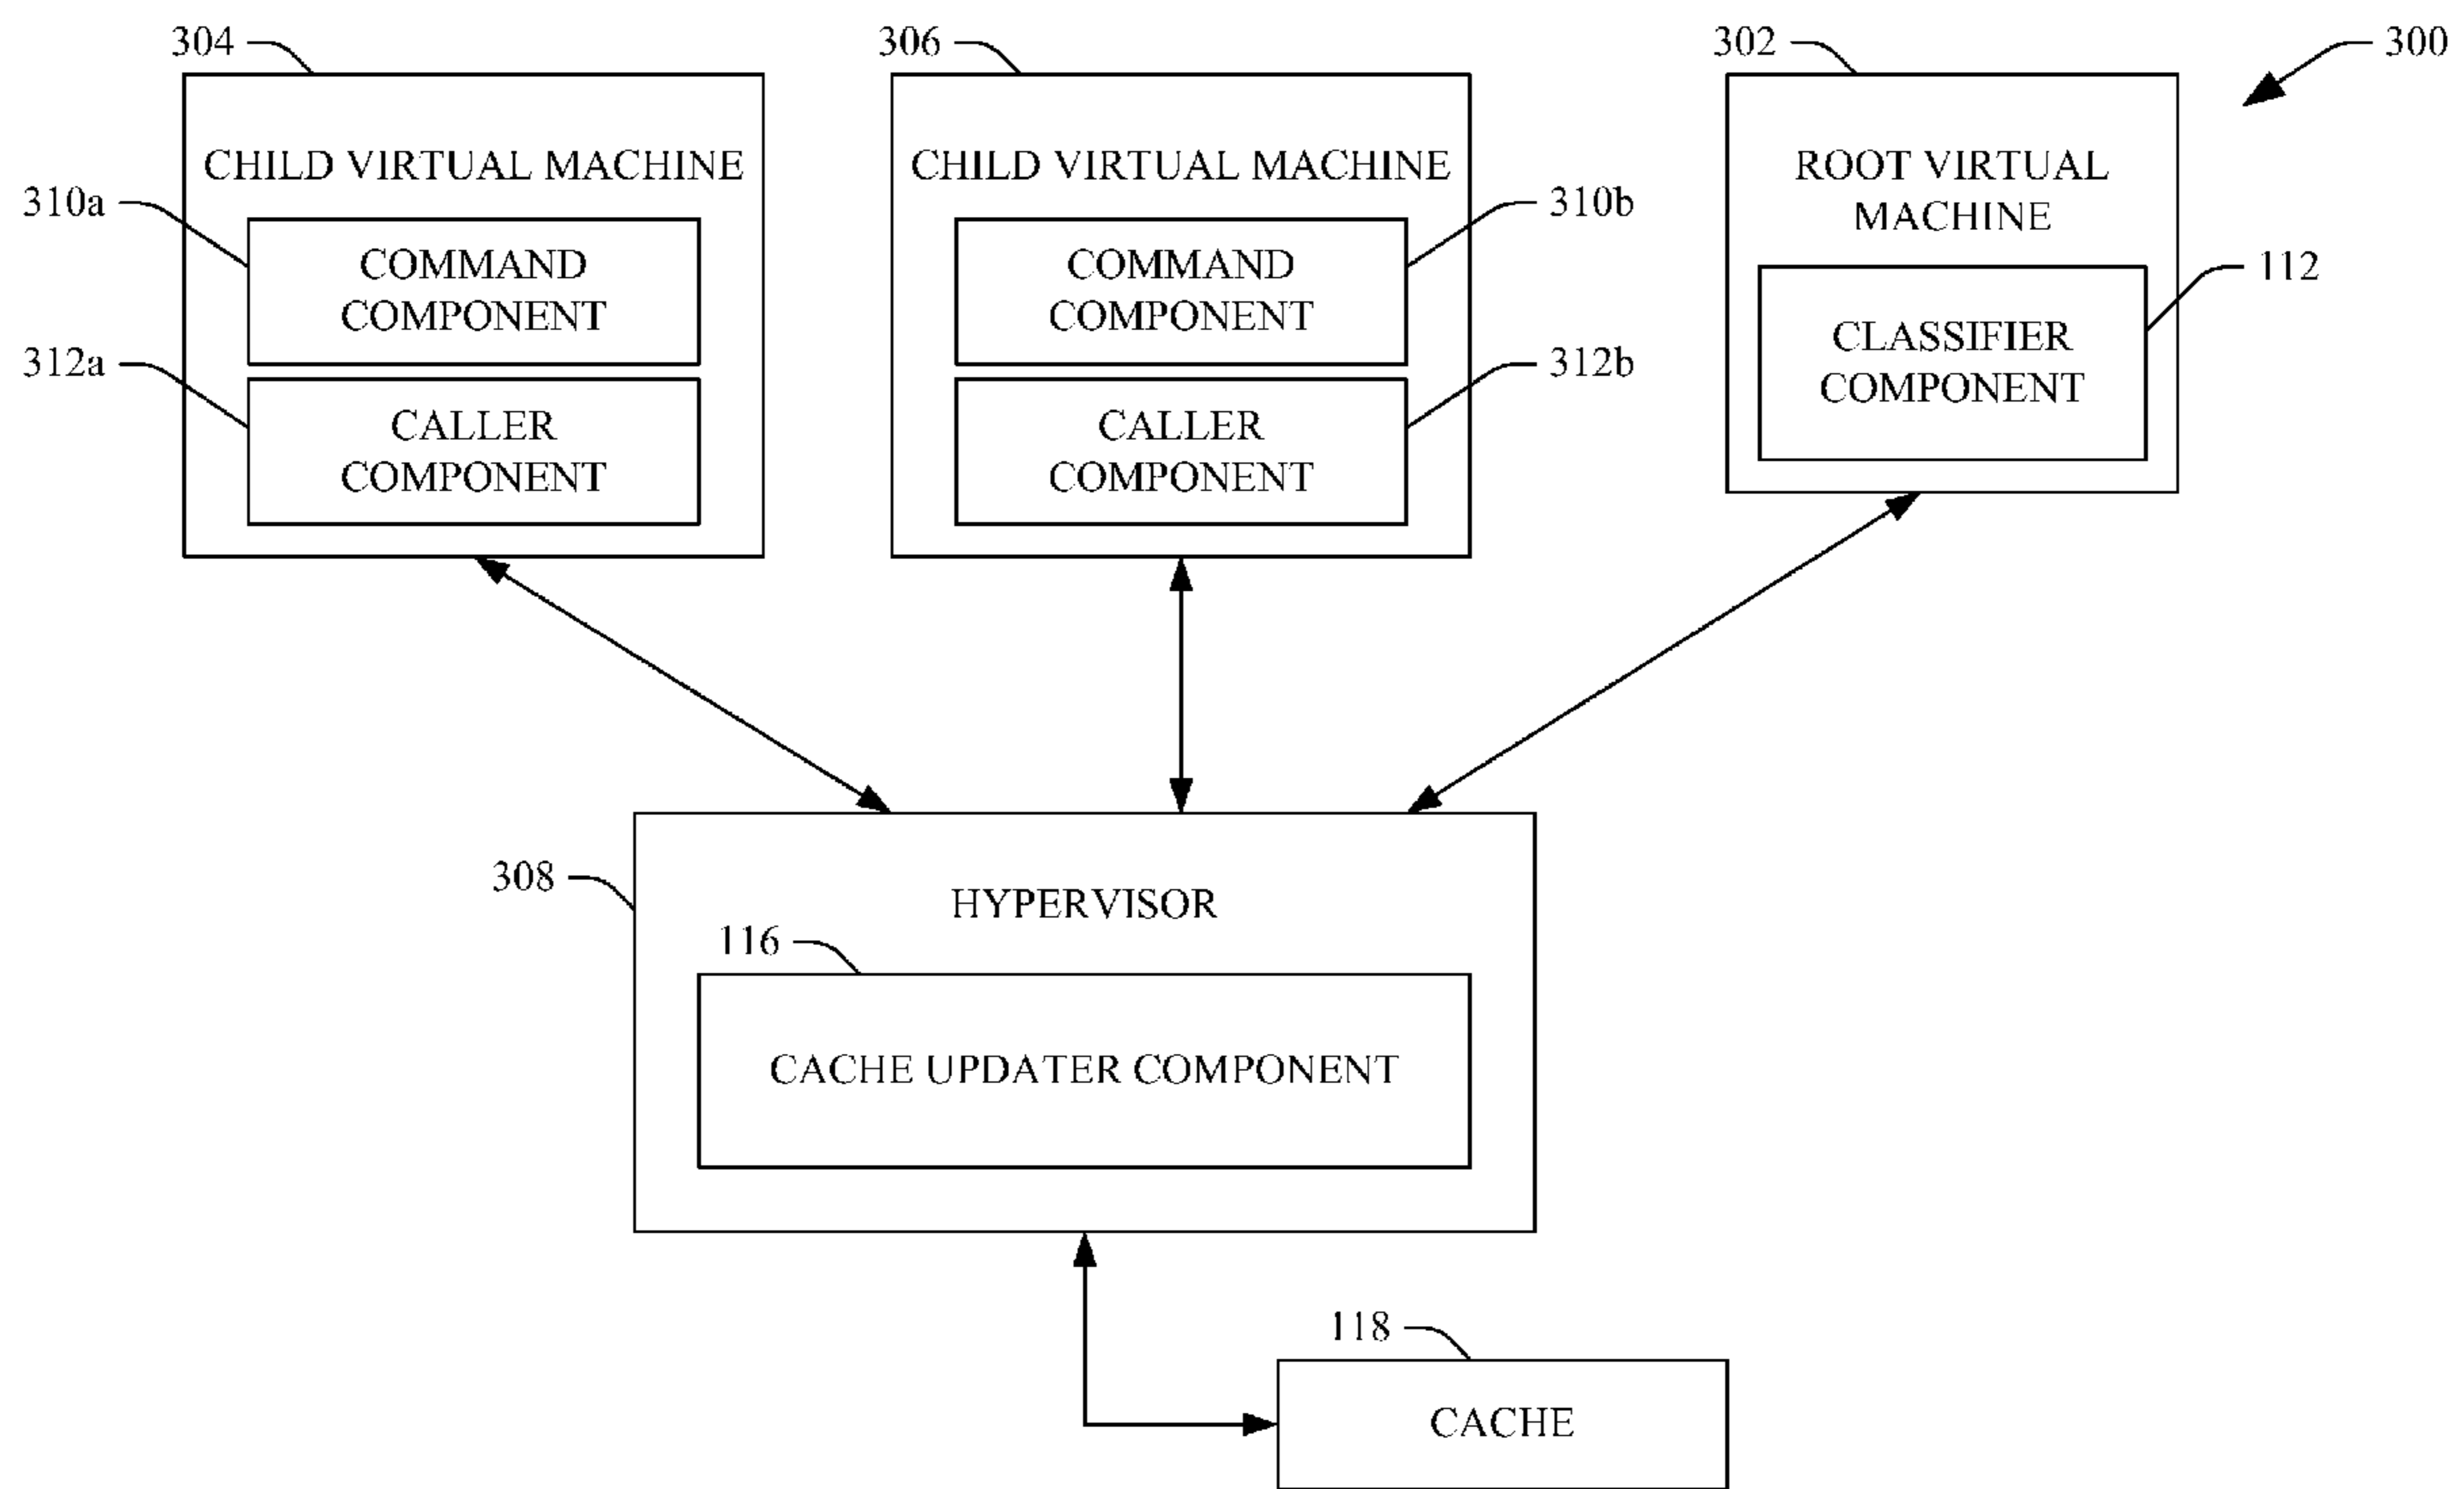 304
306
302
300
CHILD VIRTUAL MACHINE
CHILD VIRTUAL MACHINE
ROOT VIRTUAL
MACHINE
310a
COMMAND
COMPONENT
310b
COMMAND
COMPONENT
112
CLASSIFIER
COMPONENT
312a
CALLER
COMPONENT
312b
CALLER
COMPONENT
308
HYPERVISOR
116
CACHE UPDATER COMPONENT
118
CACHE